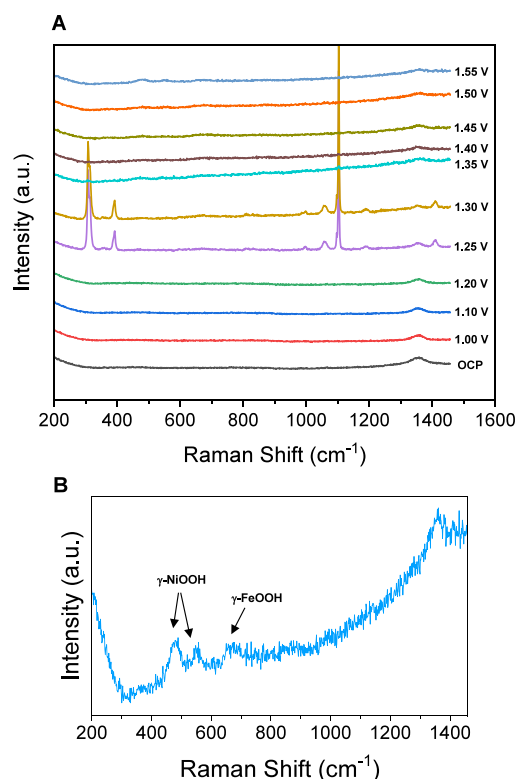 A
Intensity (a.u.)
1.55 V
1.50 V
1.45 V
1.40 V
1.35 V
1.30 V
1.25 V
1.20 V
1.10 V
1.00 V
OCP
200 400 600 800 1000 1200 1400 1600
Raman Shift (cm⁻¹)
B
Intensity (a.u.)
γ-NiOOH
γ-FeOOH
200 400 600 800 1000 1200 1400
Raman Shift (cm⁻¹)